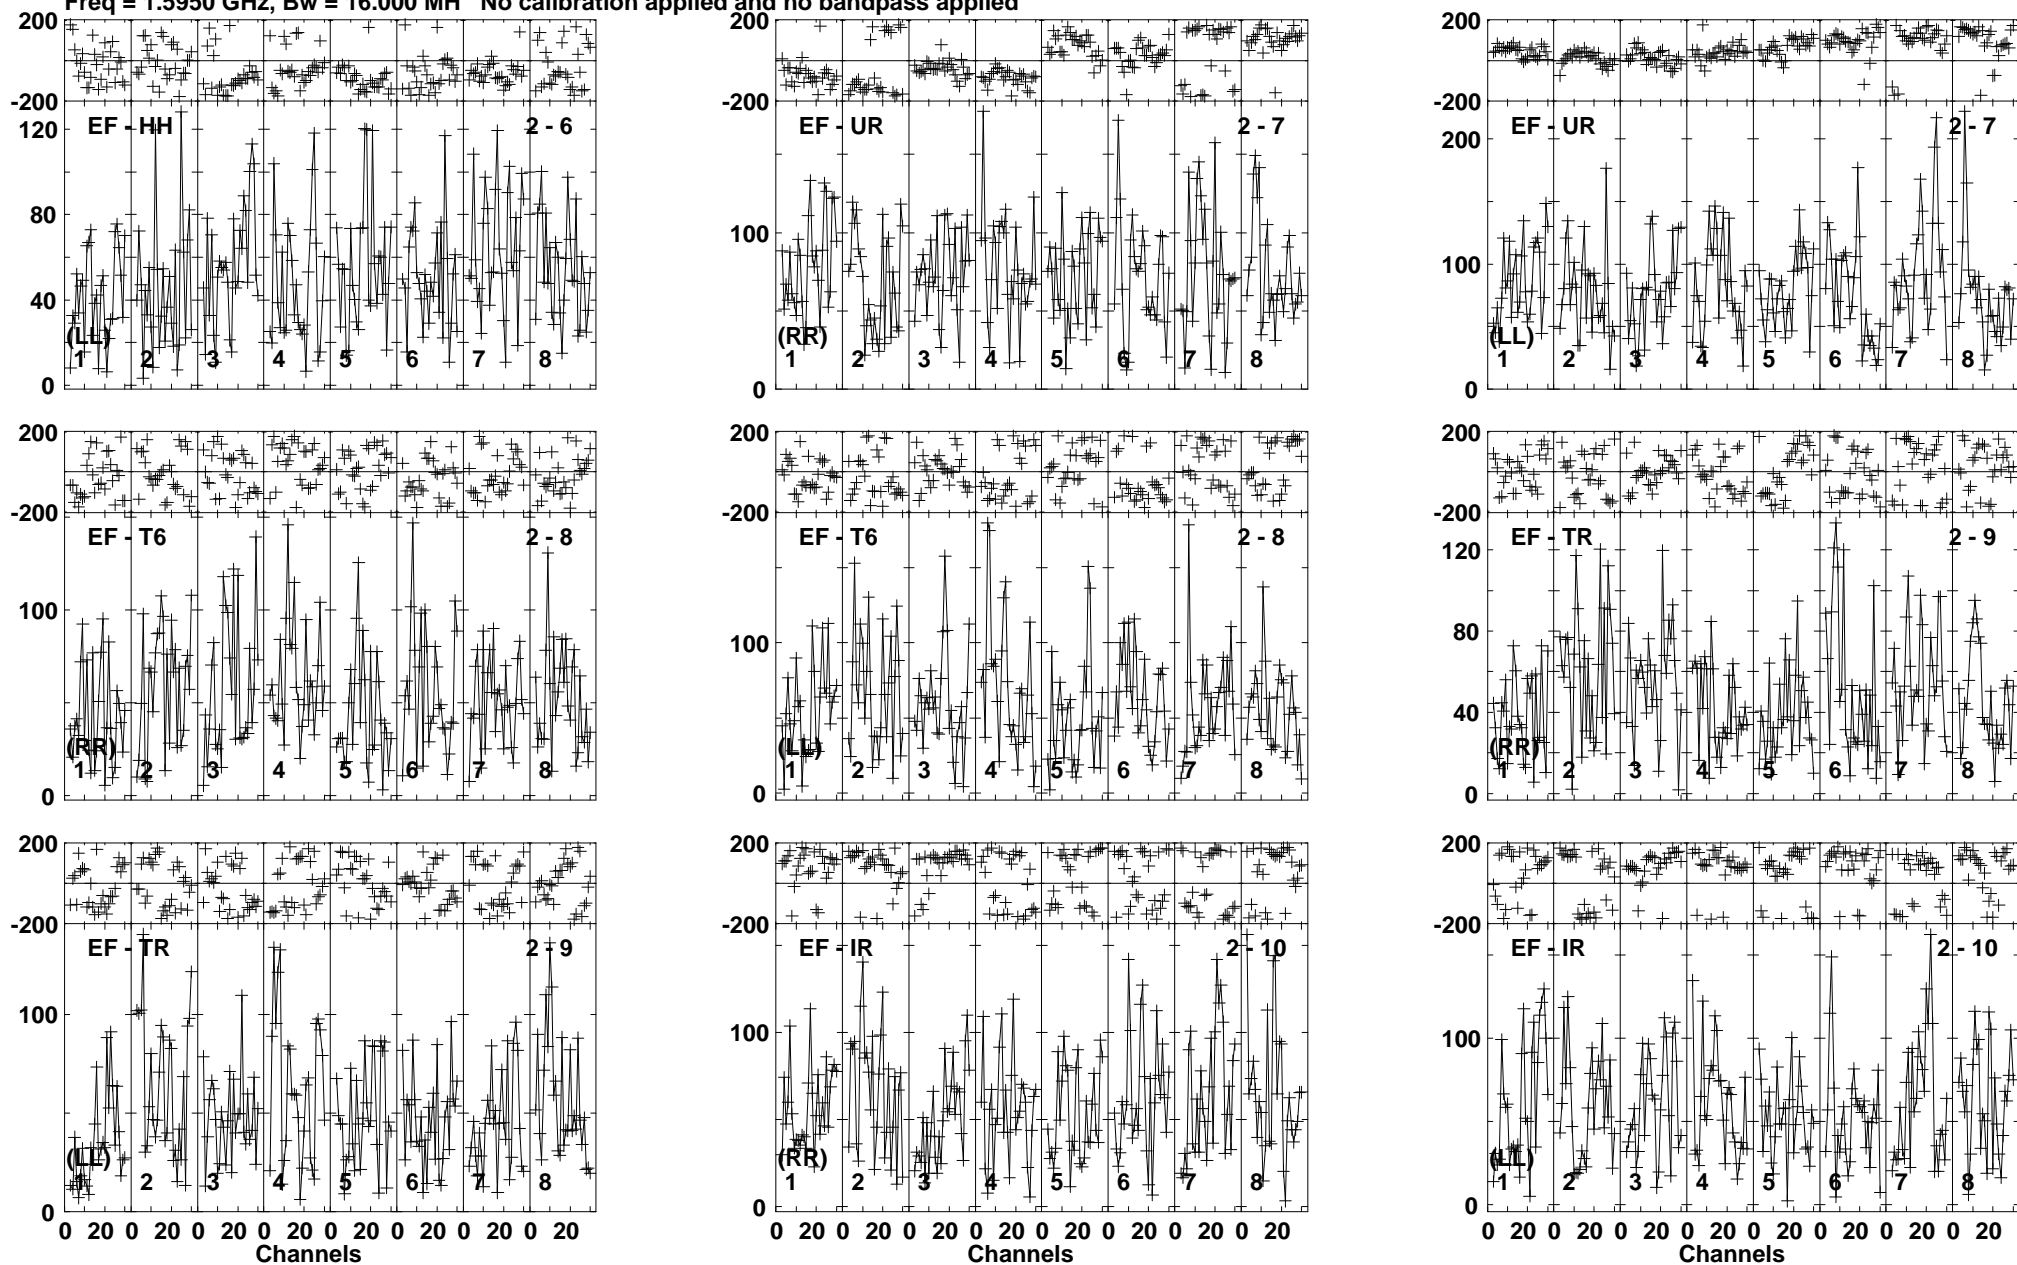 Freq = 1.5950 GHz, Bw = 16.000 MH No calibration applied and no bandpass applied
200 200 200
-200 -200 -200
EF - HH 2 - 6 EF - UR 2 - 7 EF - UR 2 - 7
120 200
80 100 100
40
(LL) (RR) (LL)
1 2 3 4 5 6 7 8 1 2 3 4 5 6 7 8 1 2 3 4 5 6 7 8
0 0 0
200 200 200
-200 -200 -200
EF - T6 2 - 8 EF - T6 2 - 8 EF - TR 2 - 9
120
100 100 80
40
(RR) (LL) (RR)
1 2 3 4 5 6 7 8 1 2 3 4 5 6 7 8 1 2 3 4 5 6 7 8
0 0 0
200 200 200
-200 -200 -200
EF - TR 2 - 9 EF - IR 2 - 10 EF - IR 2 - 10
100 100 100
(LL) (RR) (LL)
1 2 3 4 5 6 7 8 1 2 3 4 5 6 7 8 1 2 3 4 5 6 7 8
0 0 0
0 20 0 20 0 20 0 20 0 20 0 20 0 20 0 20 0 20 0 20 0 20 0 20 0 20 0 20 0 20 0 20 0 20 0 20 0 20 0 20 0 20 0 20 0 20 0 20
Channels Channels Channels